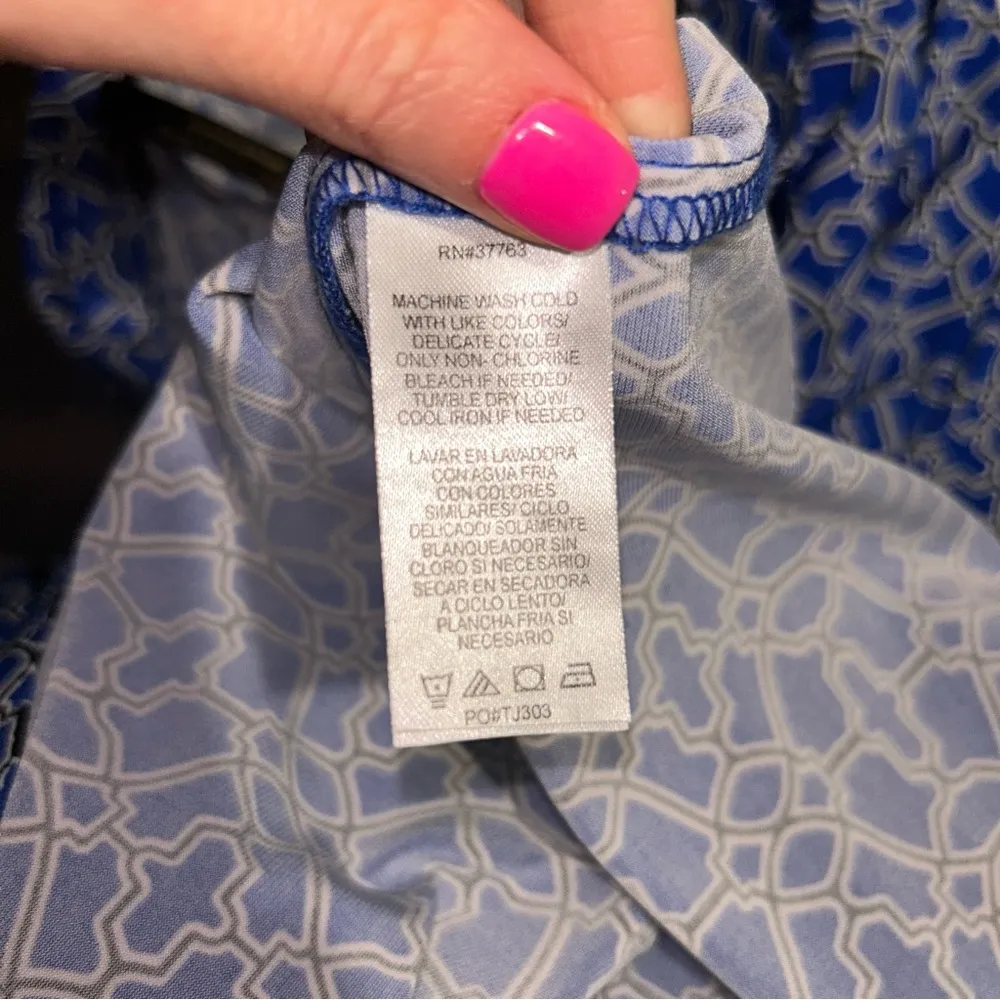 RN#37763
MACHINE WASH COLD
WITH LIKE COLORS/
DELICATE CYCLE/
ONLY NON- CHLORINE
BLEACH IF NEEDED/
TUMBLE DRY LOW/
COOL IRON IF NEEDED
LAVAR EN LAVADORA
CON AGUA FRIA
CON COLORES
SIMILARES/ CICLO
DELICADO/ SOLAMENTE
BLANQUEADOR SIN
CLORO SI NECESARIO/
SECAR EN SECADORA
A CICLO LENTO/
PLANCHA FRIA SI
NECESARIO
PO#TJ303